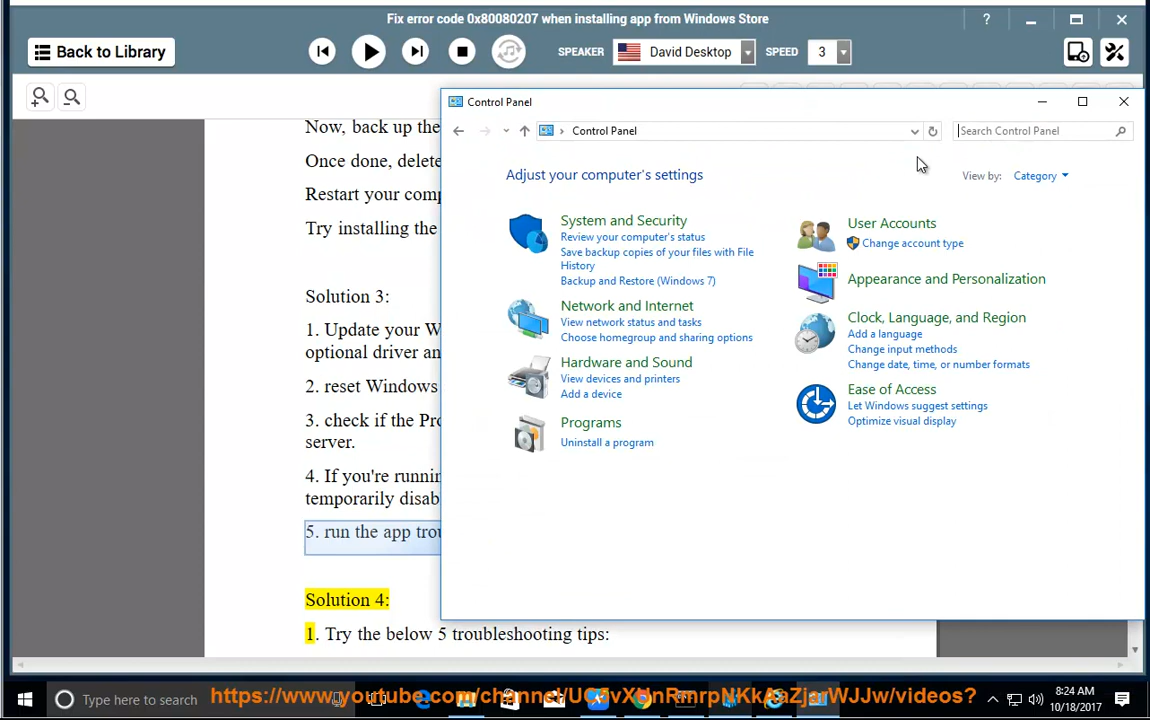 Fix error code 0x80080207 when installing app from Windows Store
?
Back to Library
SPEAKER
David Desktop
SPEED
3
Now, back up the
Once done, delete
Restart your comp
Try installing the
Solution 3:
1. Update your W
optional driver an
2. reset Windows
3. check if the Pro
server.
4. If you're runnin
temporarily disab
5. run the app trou
Solution 4:
1. Try the below 5 troubleshooting tips:
Control Panel
Control Panel
Search Control Panel
Adjust your computer's settings
View by:
Category
System and Security
Review your computer's status
Save backup copies of your files with File
History
Backup and Restore (Windows 7)
Network and Internet
View network status and tasks
Choose homegroup and sharing options
Hardware and Sound
View devices and printers
Add a device
Programs
Uninstall a program
User Accounts
Change account type
Appearance and Personalization
Clock, Language, and Region
Add a language
Change input methods
Change date, time, or number formats
Ease of Access
Let Windows suggest settings
Optimize visual display
Type here to search
8:24 AM
10/18/2017